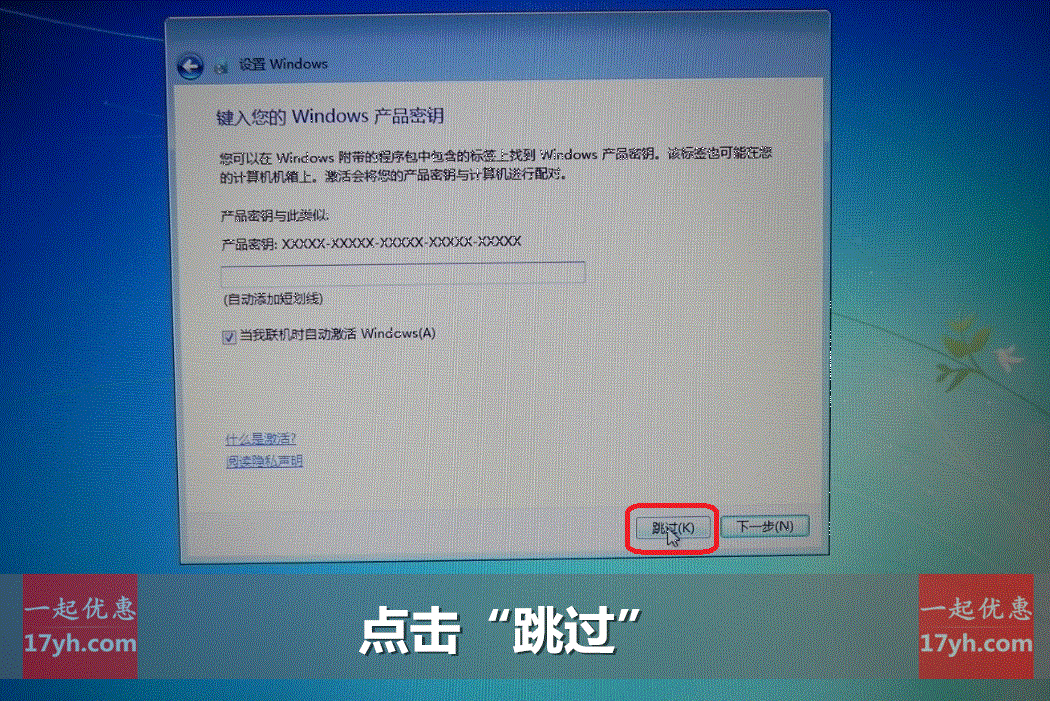 设置 Windows
键入您的 Windows 产品密钥
您可以在 Windows 附带的程序包中包含的标签上找到 Windows 产品密钥。该标签也可能在您
的计算机机箱上。激活会将您的产品密钥与计算机进行配对。
产品密钥与此类似:
产品密钥: XXXXX-XXXXX-XXXXX-XXXXX-XXXXX
(自动添加短划线)
当我联机时自动激活 Windows(A)
什么是激活?
阅读隐私声明
跳过(K)
下一步(N)
一起优惠
17yh.com
点击“跳过”
一起优惠
17yh.com